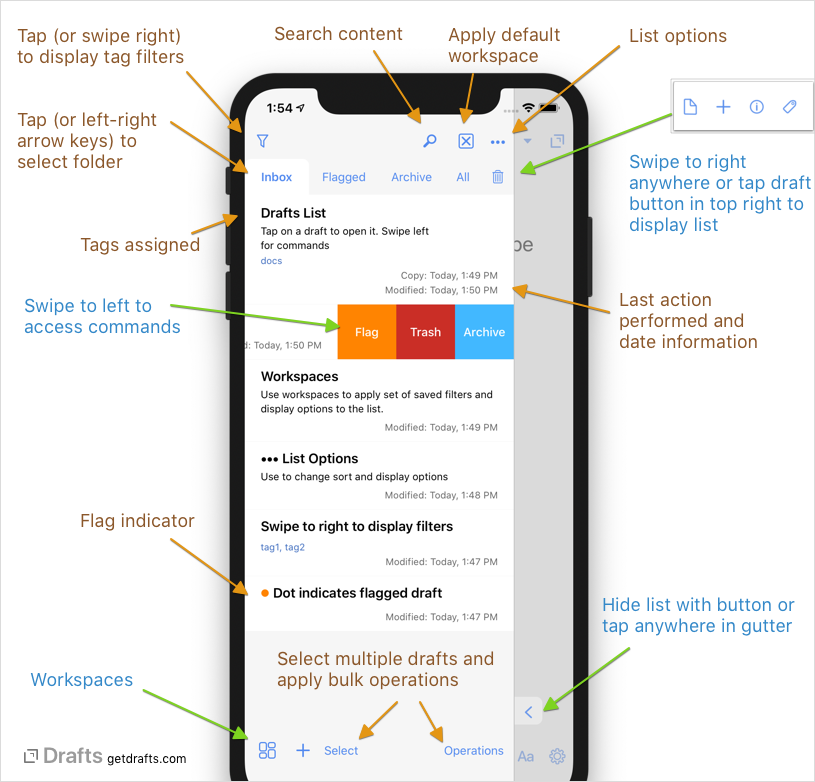 Tap (or swipe right)
to display tag filters
Search content
Apply default
workspace
List options
1:54
Tap (or left-right
arrow keys) to
select folder
Inbox
Flagged
Archive
All
Swipe to right
anywhere or tap draft
button in top right to
display list
Tags assigned
Drafts List
Tap on a draft to open it. Swipe left
for commands
docs
Copy: Today, 1:49 PM
Modified: Today, 1:50 PM
pe
Swipe to left to
access commands
d: Today, 1:50 PM
Flag
Trash
Archive
Last action
performed and
date information
Workspaces
Use workspaces to apply set of saved filters and
display options to the list.
Modified: Today, 1:49 PM
••• List Options
Use to change sort and display options
Modified: Today, 1:48 PM
Flag indicator
Swipe to right to display filters
tag1, tag2
Modified: Today, 1:47 PM
Dot indicates flagged draft
Modified: Today, 1:47 PM
Hide list with button or
tap anywhere in gutter
Select multiple drafts and
apply bulk operations
Workspaces
Select
Operations
Aa
Drafts getdrafts.com